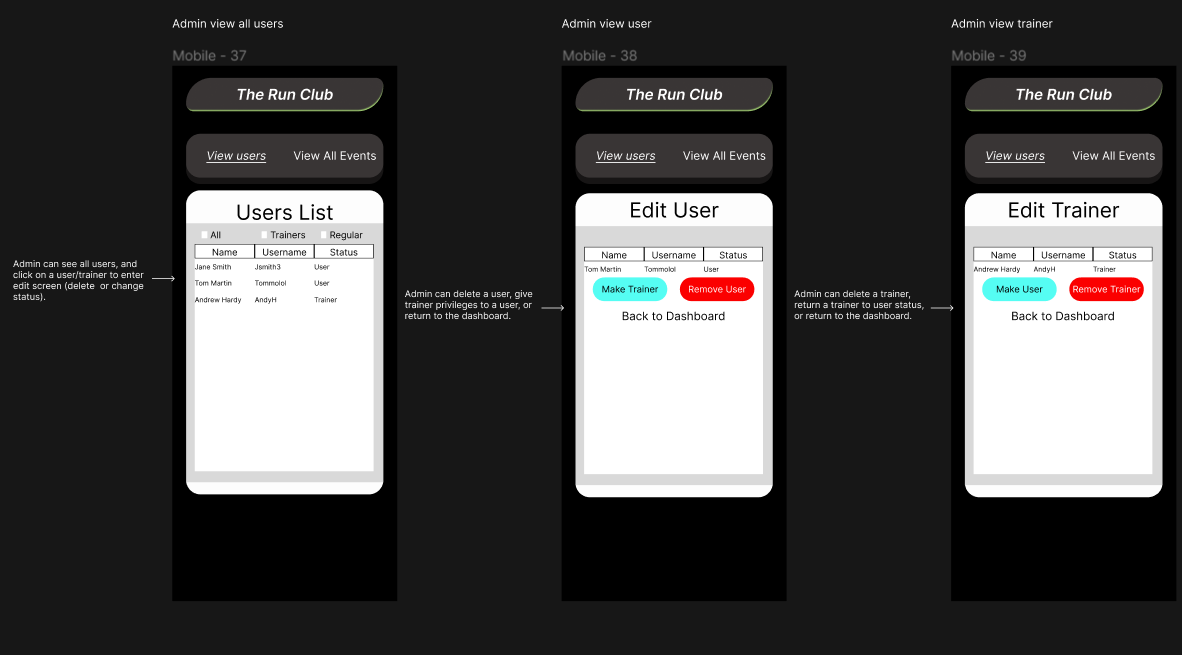 Admin view all users
Admin view user
Admin view trainer
Mobile - 37
Mobile - 38
Mobile - 39
The Run Club
View users
View All Events
Users List
All
Trainers
Regular
Name
Username
Status
Jane Smith
Jsmith3
User
Tom Martin
Tommolol
User
Andrew Hardy
AndyH
Trainer
Admin can see all users, and
click on a user/trainer to enter
edit screen (delete or change
status).
The Run Club
View users
View All Events
Edit User
Name
Username
Status
Tom Martin
Tommolol
User
Make Trainer
Remove User
Back to Dashboard
Admin can delete a user, give
trainer privileges to a user, or
return to the dashboard.
The Run Club
View users
View All Events
Edit Trainer
Name
Username
Status
Andrew Hardy
AndyH
Trainer
Make User
Remove Trainer
Back to Dashboard
Admin can delete a trainer,
return a trainer to user status,
or return to the dashboard.